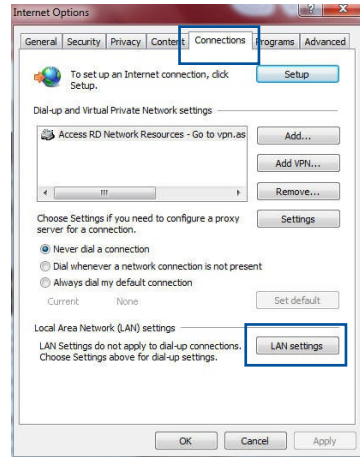 Internet Options
General Security Privacy Content Connections Programs Advanced
To set up an Internet connection, click Setup.
Setup
Dial-up and Virtual Private Network settings
Access RD Network Resources - Go to vpn.as
Add...
Add VPN...
Remove...
Choose Settings if you need to configure a proxy
server for a connection.
Settings
Never dial a connection
Dial whenever a network connection is not present
Always dial my default connection
Current None
Set default
Local Area Network (LAN) settings
LAN Settings do not apply to dial-up connections.
Choose Settings above for dial-up settings.
LAN settings
OK Cancel Apply